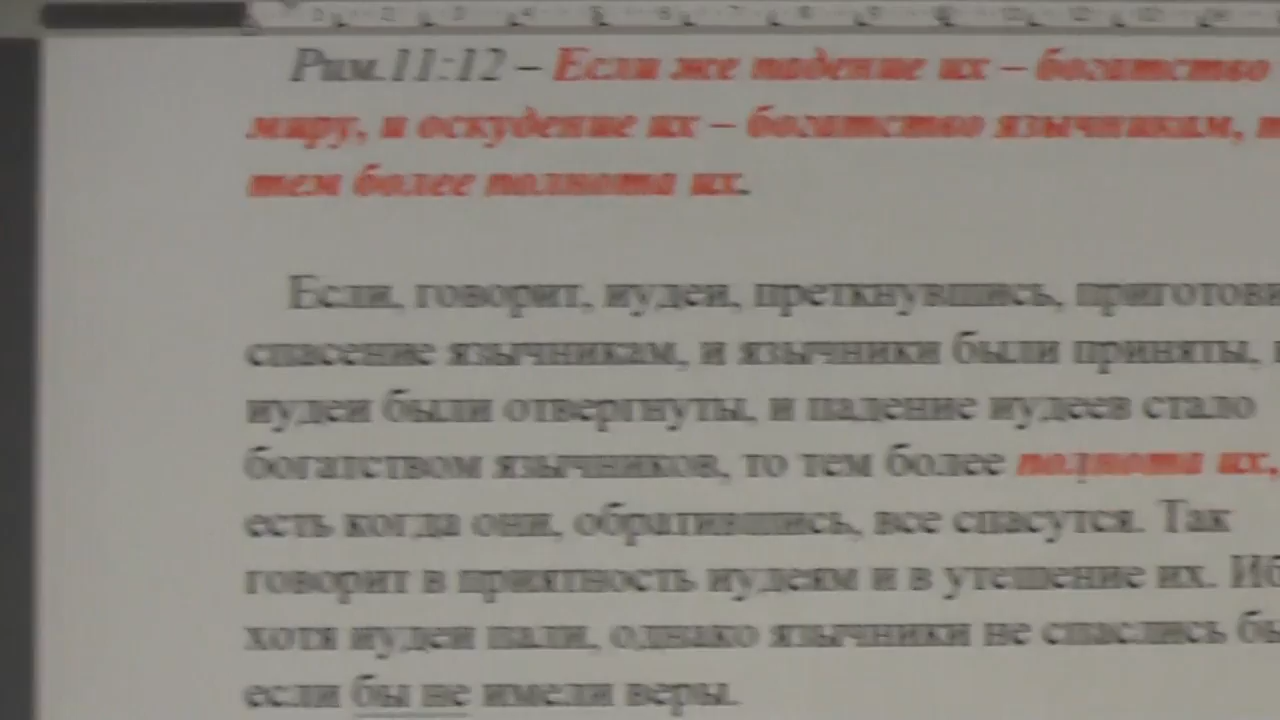 Рим.11:12 – Если же падение их – богатство
миру, и оскудение их – богатство язычникам,
тем более полнота их.
Если, говорит, иудеи, преткнувшись,
спасение язычникам, и язычники были приняты,
иудеи были отвергнуты, и падение иудеев стало
богатством язычников, то тем более полнота их,
есть когда они, обратившись, все спасутся. Так
говорит в приятность иудеям и в утешение их.
хотя иудеи пали, однако язычники не спаслись бы
если бы не имели веры.